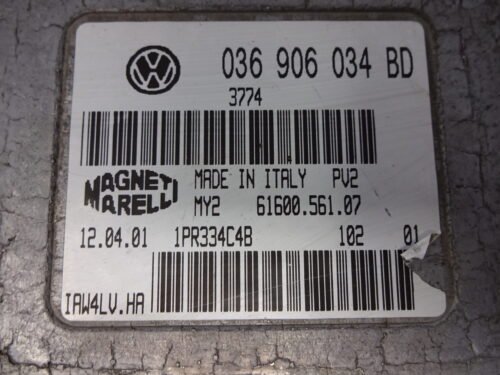 036 906 034 BD
3774
MAGNETI MARELLI
MADE IN ITALY PV2
MY2 61600.561.07
12.04.01 1PR334C4B 102 01
IAW4LV.HA